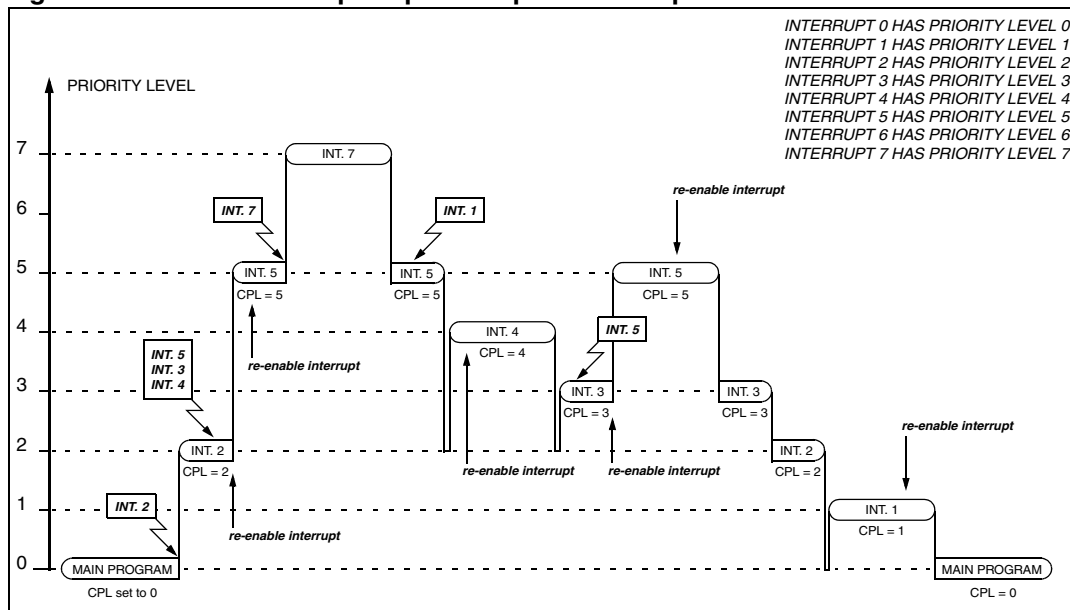 INTERRUPT 0 HAS PRIORITY LEVEL 0
INTERRUPT 1 HAS PRIORITY LEVEL 1
INTERRUPT 2 HAS PRIORITY LEVEL 2
INTERRUPT 3 HAS PRIORITY LEVEL 3
INTERRUPT 4 HAS PRIORITY LEVEL 4
INTERRUPT 5 HAS PRIORITY LEVEL 5
INTERRUPT 6 HAS PRIORITY LEVEL 6
INTERRUPT 7 HAS PRIORITY LEVEL 7
PRIORITY LEVEL
7
INT. 7
re-enable interrupt
6
INT. 7
INT. 1
5
INT. 5
INT. 5
INT. 5
CPL = 5
CPL = 5
CPL = 5
4
INT. 4
INT. 5
CPL = 4
re-enable interrupt
INT. 5
INT. 3
INT. 4
3
INT. 3
INT. 3
CPL = 3
CPL = 3
re-enable interrupt
2
INT. 2
INT. 2
CPL = 2
re-enable interrupt
re-enable interrupt
CPL = 2
1
INT. 2
INT. 1
re-enable interrupt
CPL = 1
0
MAIN PROGRAM
MAIN PROGRAM
CPL set to 0
CPL = 0